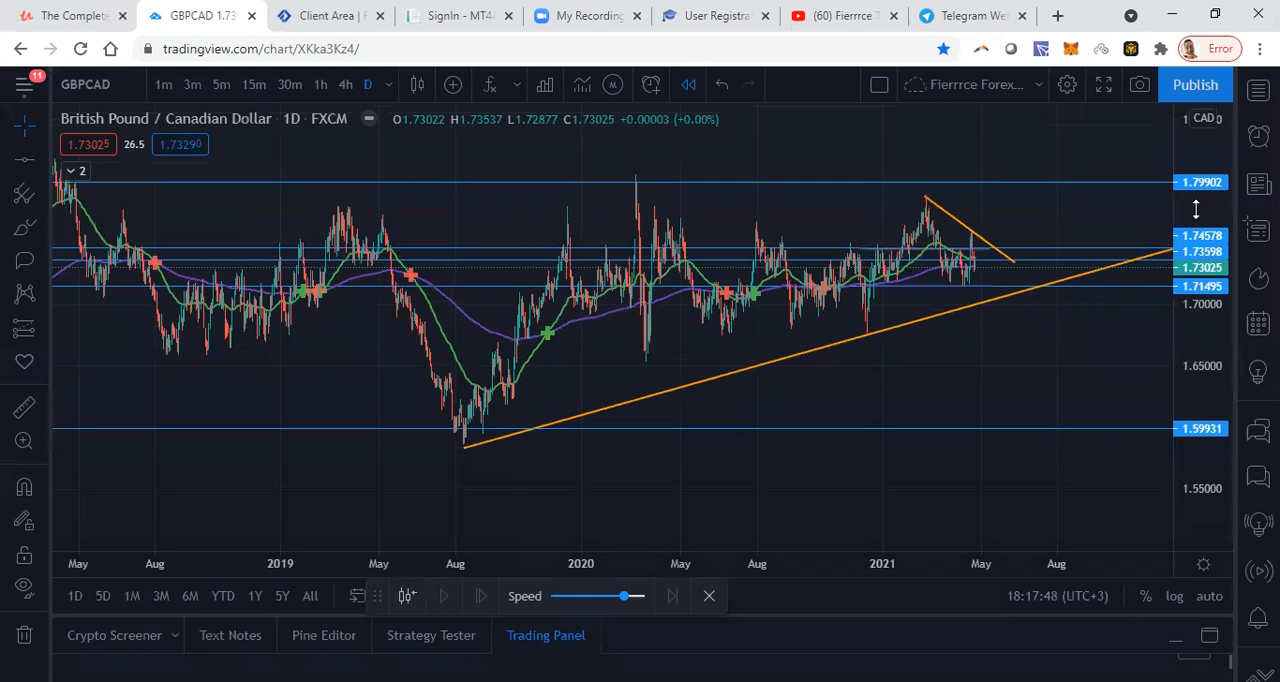 The Complete
GBPCAD 1.73
Client Area | F
SignIn - MT4
My Recording
User Registra
(60) Fierrrce T
Telegram We
tradingview.com/chart/XKka3Kz4/
Error
11
GBPCAD
1m 3m 5m 15m 30m 1h 4h D
M
Fierrrce Forex...
Publish
British Pound / Canadian Dollar · 1D · FXCM
O1.73022 H1.73537 L1.72877 C1.73025 +0.00003 (+0.00%)
CAD
1.73025 26.5 1.73290
2
1.79902
1.74578
1.73598
1.73025
1.71495
1.70000
1.65000
1.59931
1.55000
May Aug 2019 May Aug 2020 May Aug 2021 May Aug
1D 5D 1M 3M 6M YTD 1Y 5Y All
Speed
18:17:48 (UTC+3)
% log auto
Crypto Screener Text Notes Pine Editor Strategy Tester Trading Panel